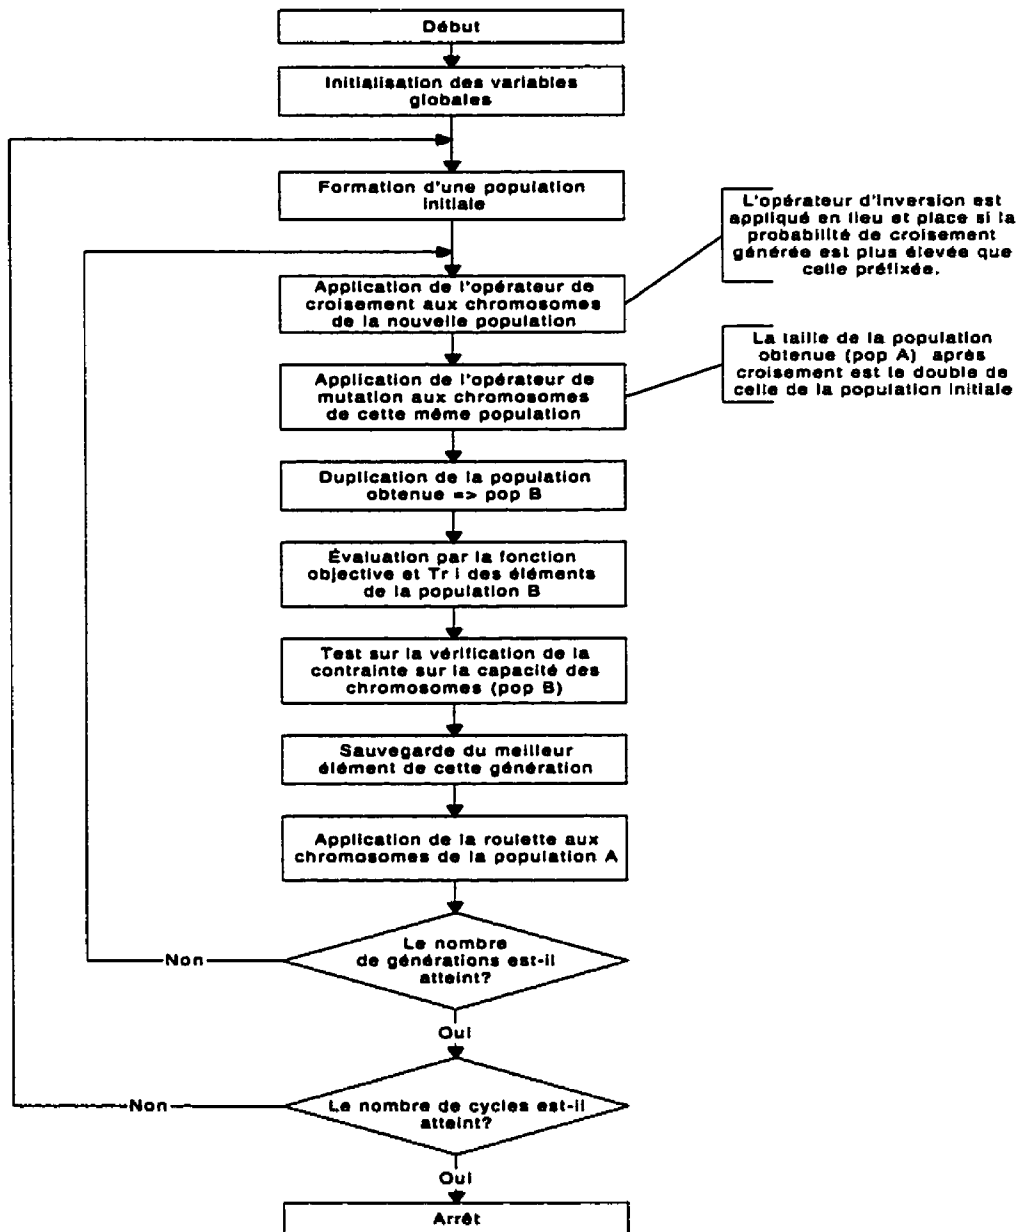 Début
Initialisation des variables
globales
Formation d'une population
initiale
L'opérateur d'inversion est
appliqué en lieu et place si la
probabilité de croisement
générée est plus élevée que
celle préfixée.
Application de l'opérateur de
croisement aux chromosomes
de la nouvelle population
La taille de la population
obtenue (pop A) après
croisement est le double de
celle de la population initiale
Application de l'opérateur de
mutation aux chromosomes
de cette même population
Duplication de la population
obtenue => pop B
Évaluation par la fonction
objective et Tri des éléments
de la population B
Test sur la vérification de la
contrainte sur la capacité des
chromosomes (pop B)
Sauvegarde du meilleur
élément de cette génération
Application de la roulette aux
chromosomes de la population A
Le nombre
de générations est-il
atteint?
Non
Oui
Le nombre de cycles est-il
atteint?
Non
Oui
Arrêt